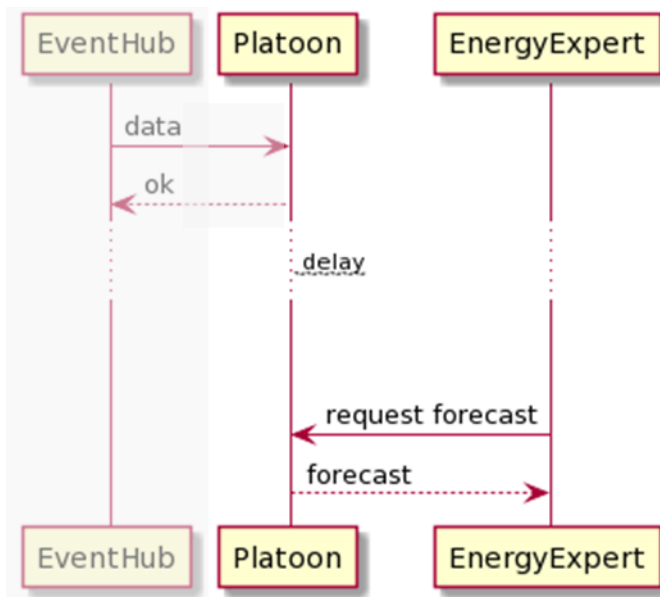 EventHub Platoon EnergyExpert
data
ok
delay
request forecast
forecast
EventHub Platoon EnergyExpert